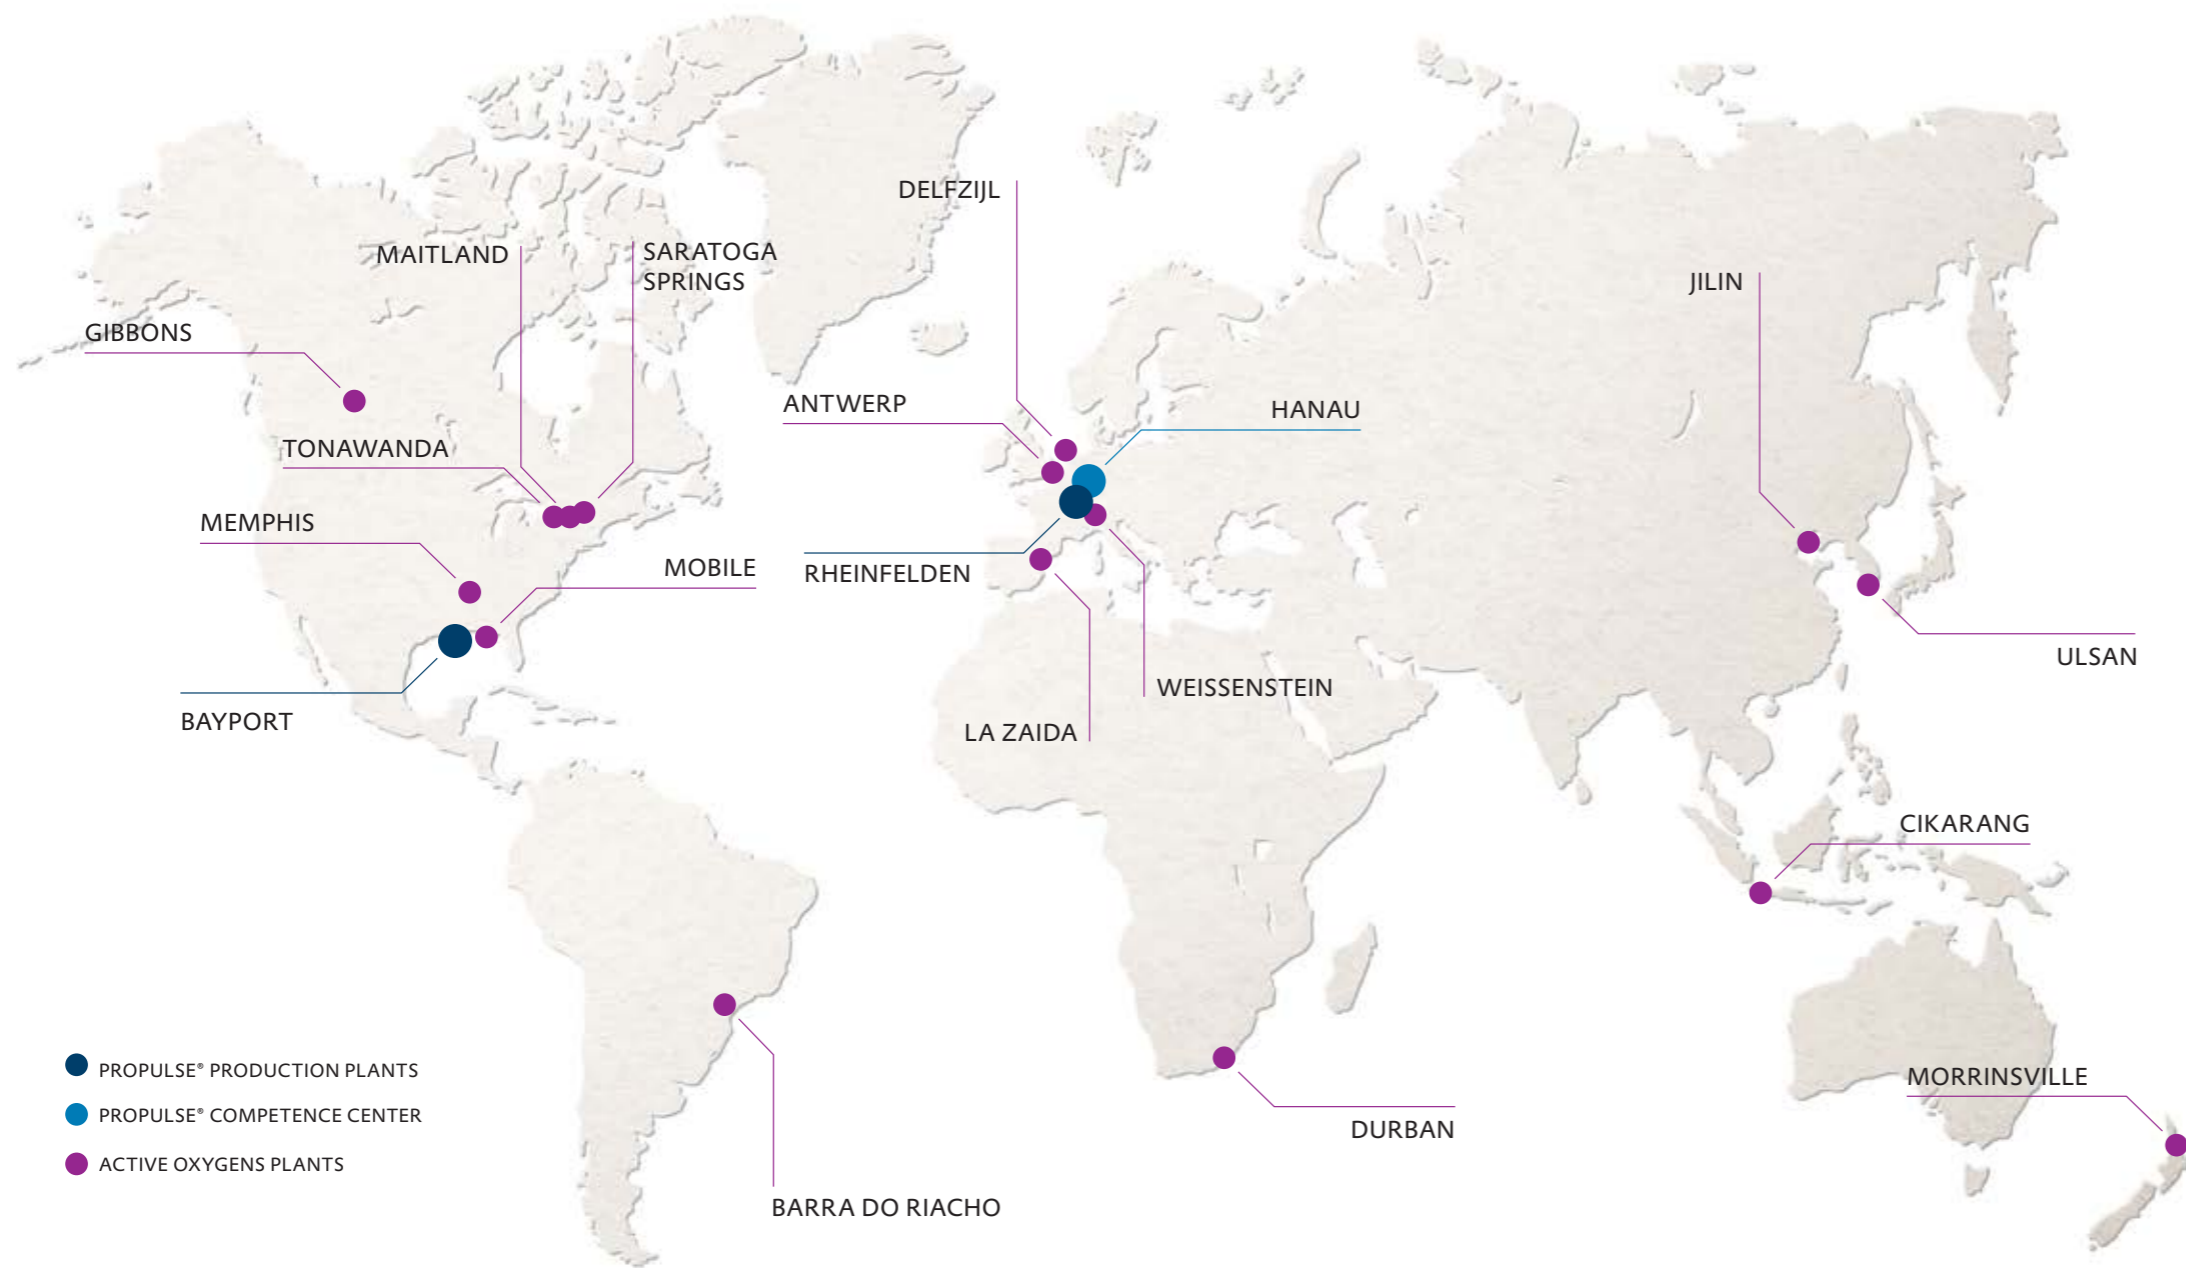 DELFZIJL
MAITLAND
SARATOGA
SPRINGS
JILIN
GIBBONS
ANTWERP
HANAU
TONAWANDA
MEMPHIS
MOBILE
RHEINFELDEN
ULSAN
WEISSENSTEIN
BAYPORT
LA ZAIDA
CIKARANG
PROPULSE® PRODUCTION PLANTS
PROPULSE® COMPETENCE CENTER
ACTIVE OXYGENS PLANTS
MORRINSVILLE
DURBAN
BARRA DO RIACHO